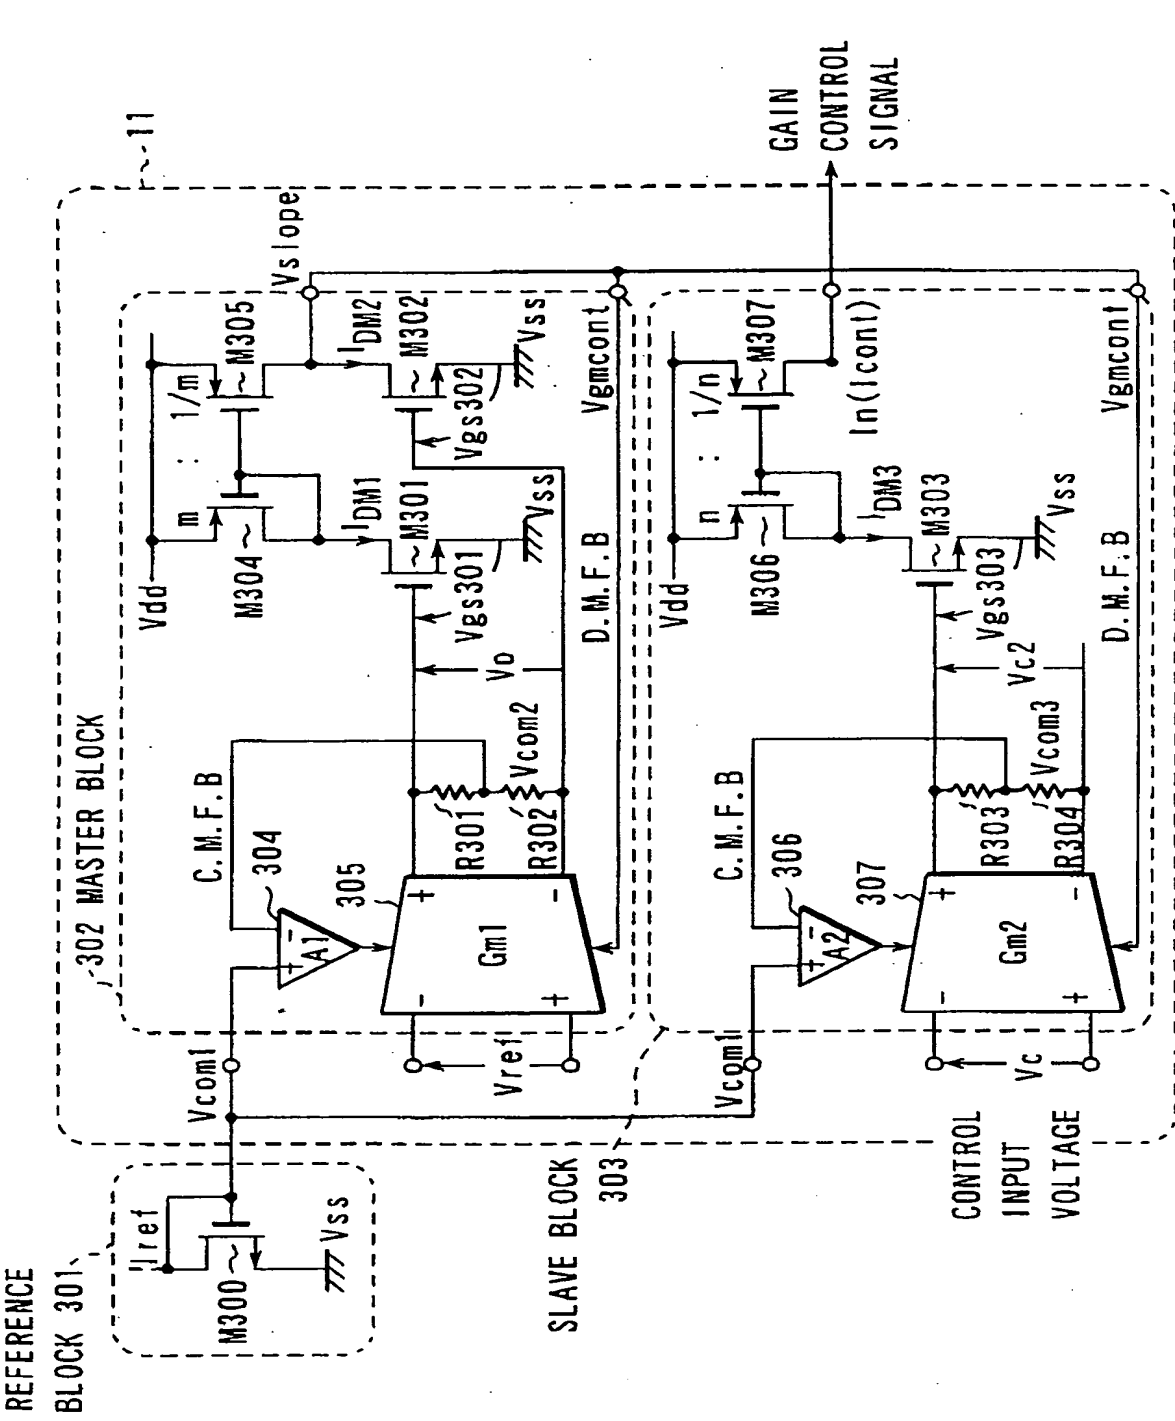 REFERENCE
BLOCK 301
Iref
M300
Vss
Vcom1
11
302 MASTER BLOCK
C.M.F.B
304
A1
+
-
305
Gm1
-
+
+
-
Vref
R301
R302
Vcom2
Vo
Vdd
m
:
1/m
M304
M305
IDM1
M301
Vgs301
Vss
IDM2
M302
Vgs302
Vss
Vslope
Vgmcont
D.M.F.B
SLAVE BLOCK
303
Vcom1
C.M.F.B
306
A2
+
-
307
Gm2
-
+
+
-
Vc
CONTROL
INPUT
VOLTAGE
R303
R304
Vcom3
Vc2
Vdd
n
:
1/n
M306
M307
IDM3
M303
Vgs303
Vss
In(Icont)
Vgmcont
D.M.F.B
GAIN
CONTROL
SIGNAL